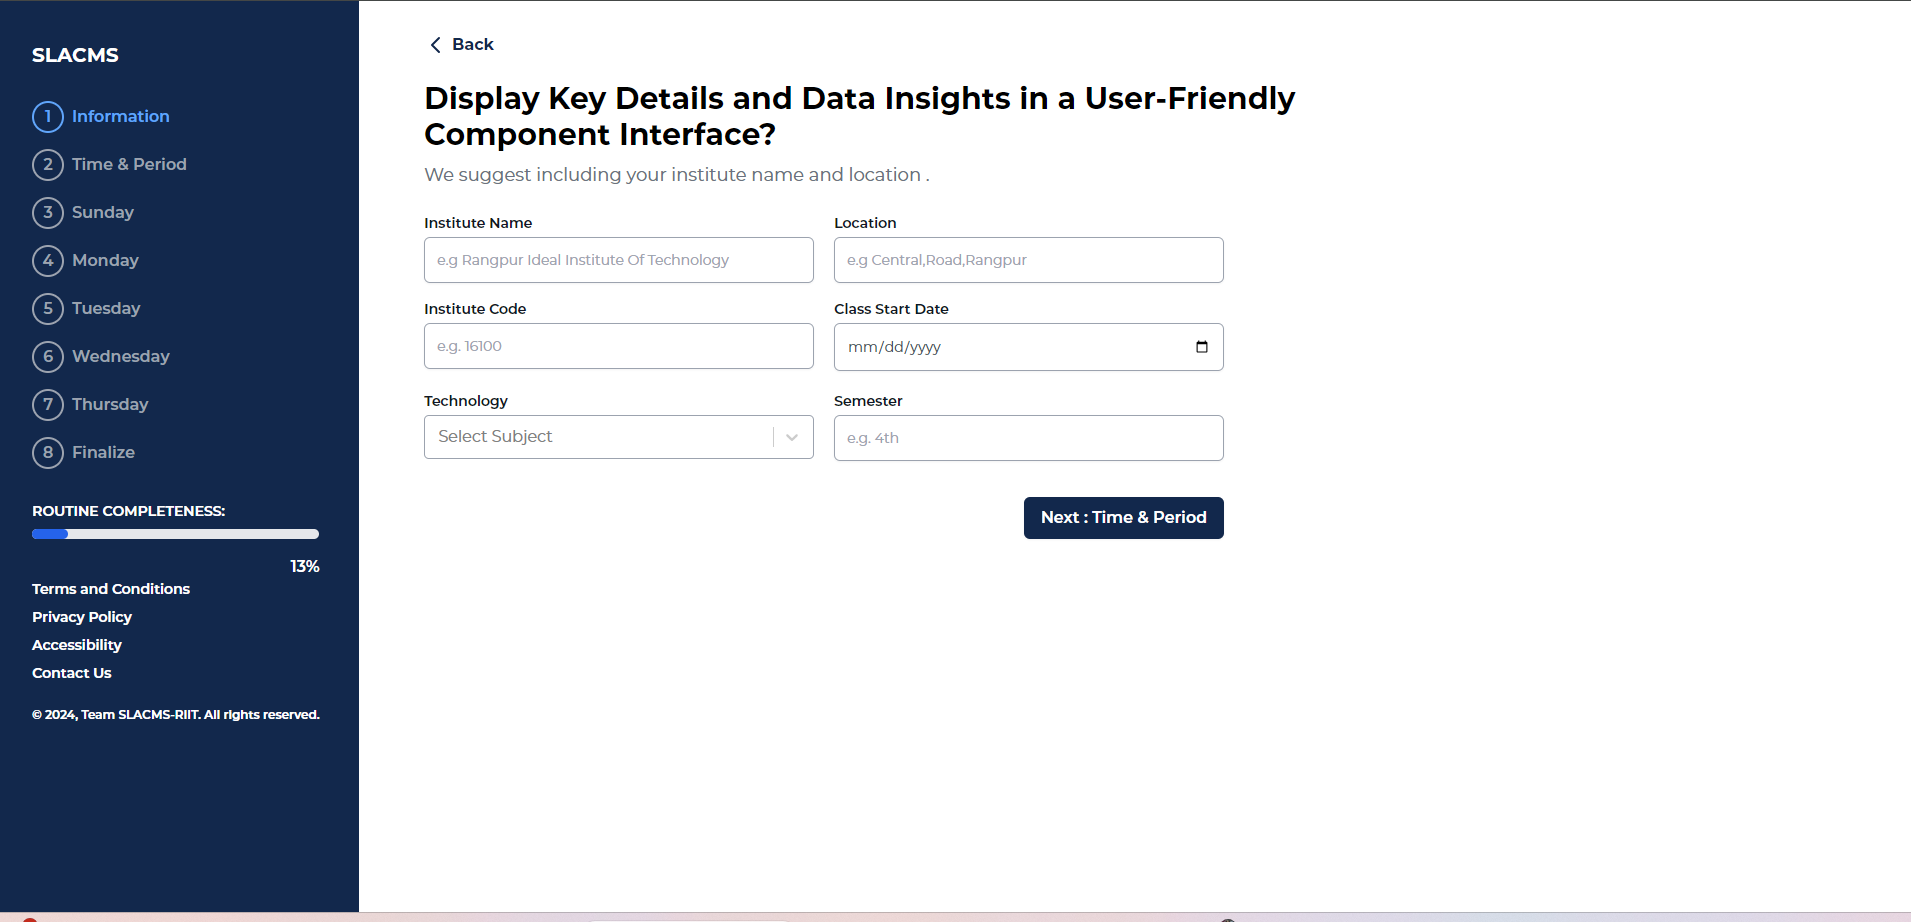 SLACMS
1 Information
2 Time & Period
3 Sunday
4 Monday
5 Tuesday
6 Wednesday
7 Thursday
8 Finalize
ROUTINE COMPLETENESS:
13%
Terms and Conditions
Privacy Policy
Accessibility
Contact Us
© 2024, Team SLACMS-RIIT. All rights reserved.
Back
Display Key Details and Data Insights in a User-Friendly
Component Interface?
We suggest including your institute name and location .
Institute Name
e.g Rangpur Ideal Institute Of Technology
Location
e.g Central,Road,Rangpur
Institute Code
e.g. 16100
Class Start Date
mm/dd/yyyy
Technology
Select Subject
Semester
e.g. 4th
Next : Time & Period